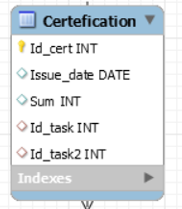 Certefication
Id_cert INT
Issue_date DATE
Sum INT
Id_task INT
Id_task2 INT
Indexes